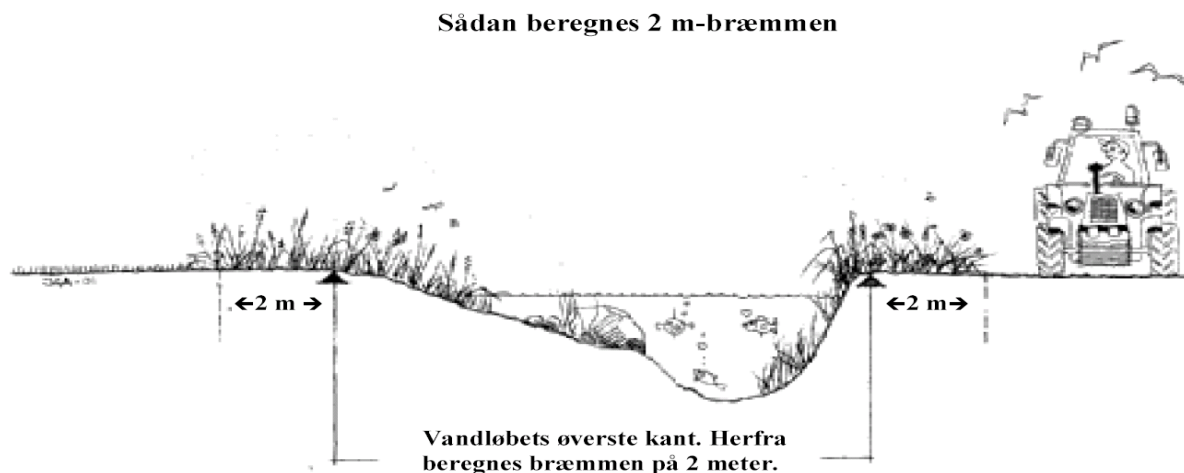 Sådan beregnes 2 m-bræmmen
←2 m→ ←2 m→
Vandløbets øverste kant. Herfra
beregnes bræmmen på 2 meter.